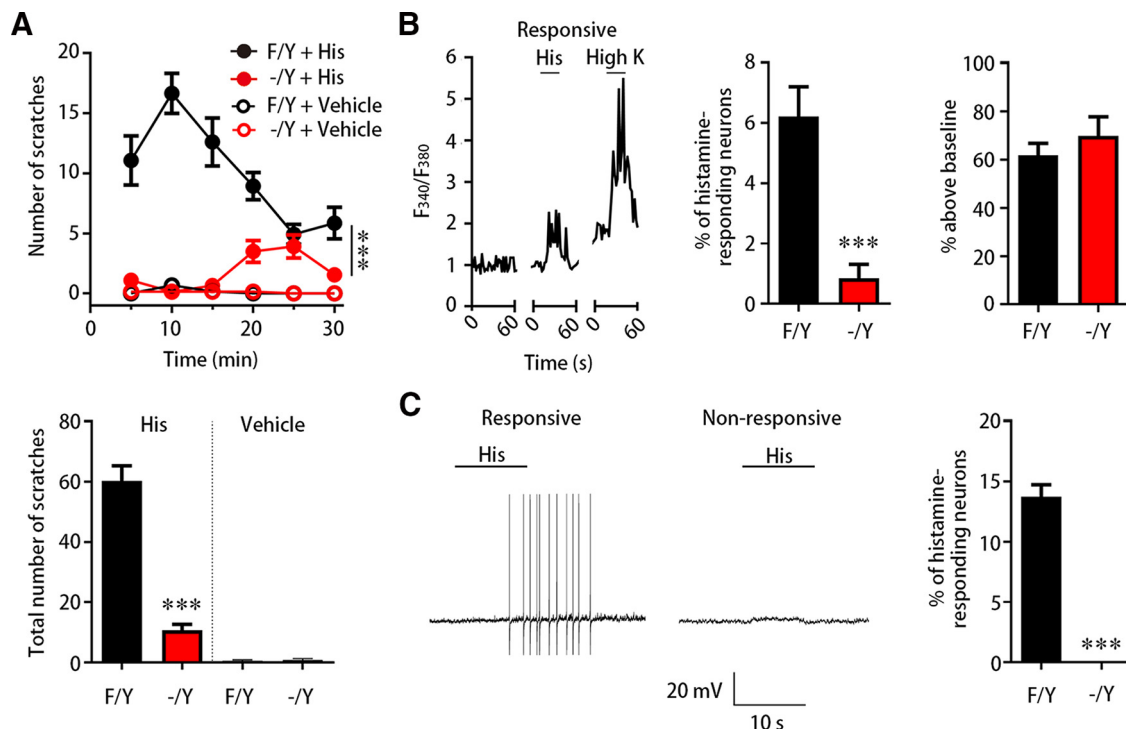 A
Number of scratches
20
15
10
5
0
0
10
20
30
Time (min)
F/Y + His
-/Y + His
F/Y + Vehicle
-/Y + Vehicle
***
B
Responsive
His
High K
F340/F380
6
5
4
3
2
1
0
0
60
0
60
0
60
Time (s)
% of histamine-
responding neurons
8
6
4
2
0
***
F/Y
-/Y
% above baseline
100
80
60
40
20
0
F/Y
-/Y
Total number of scratches
80
60
40
20
0
His
Vehicle
***
F/Y
-/Y
F/Y
-/Y
C
Responsive
His
Non-responsive
His
20 mV
10 s
% of histamine-
responding neurons
20
15
10
5
0
***
F/Y
-/Y